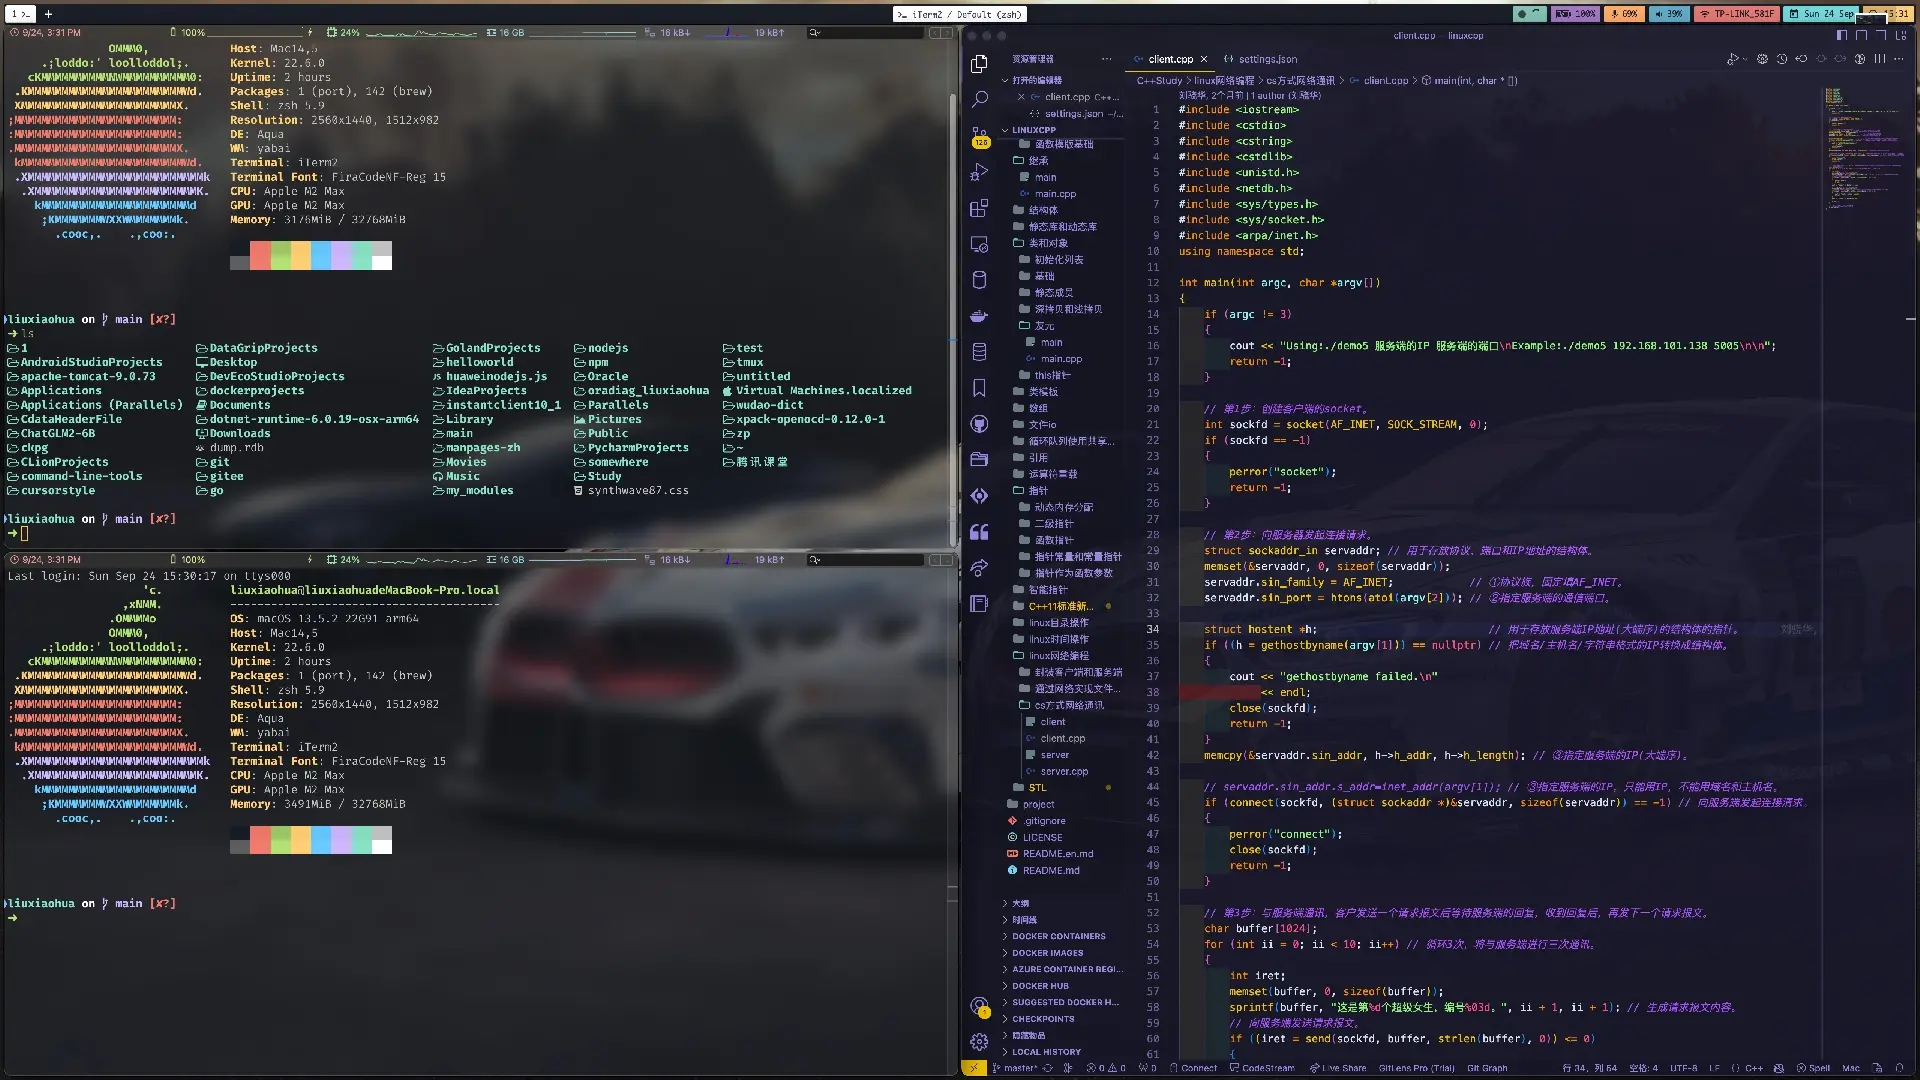 1
+
iTerm2 / Default (zsh)
100%
69%
39%
TP-LINK_581F
Sun 24 Sep
15:31
9/24, 3:31 PM
100%
24%
16 GB
16 kB↓
19 kB↑
Host: Mac14,5
Kernel: 22.6.0
Uptime: 2 hours
Packages: 1 (port), 142 (brew)
Shell: zsh 5.9
Resolution: 2560x1440, 1512x982
DE: Aqua
WM: yabai
Terminal: iTerm2
Terminal Font: FiraCodeNF-Reg 15
CPU: Apple M2 Max
GPU: Apple M2 Max
Memory: 3176MiB / 32768MiB
liuxiaohua on main [✗?]
→ ls
1 DataGripProjects GolandProjects nodejs test
AndroidStudioProjects Desktop helloworld npm tmux
apache-tomcat-9.0.73 DevEcoStudioProjects huaweinodejs.js Oracle untitled
Applications dockerprojects IdeaProjects oradiag_liuxiaohua Virtual Machines.localized
Applications (Parallels) Documents instantclient10_1 Parallels wudao-dict
CdataHeaderFile dotnet-runtime-6.0.19-osx-arm64 Library Pictures xpack-openocd-0.12.0-1
ChatGLM2-6B Downloads main Public zp
ckpg dump.rdb manpages-zh PycharmProjects ~
CLionProjects git Movies somewhere 腾讯课堂
command-line-tools gitee Music Study
cursorstyle go my_modules synthwave87.css
liuxiaohua on main [✗?]
→
9/24, 3:31 PM
100%
24%
16 GB
16 kB↓
19 kB↑
Last login: Sun Sep 24 15:30:17 on ttys000
liuxiaohua@liuxiaohuadeMacBook-Pro.local
OS: macOS 13.5.2 22G91 arm64
Host: Mac14,5
Kernel: 22.6.0
Uptime: 2 hours
Packages: 1 (port), 142 (brew)
Shell: zsh 5.9
Resolution: 2560x1440, 1512x982
DE: Aqua
WM: yabai
Terminal: iTerm2
Terminal Font: FiraCodeNF-Reg 15
CPU: Apple M2 Max
GPU: Apple M2 Max
Memory: 3491MiB / 32768MiB
liuxiaohua on main [✗?]
→
client.cpp — linuxcpp
资源管理器
打开的编辑器
client.cpp C++...
settings.json ~/...
LINUXCPP
函数模版基础
继承
main
main.cpp
结构体
静态库和动态库
类和对象
初始化列表
基础
静态成员
深拷贝和浅拷贝
友元
main
main.cpp
this指针
类模板
数组
文件io
循环队列使用共享...
引用
运算符重载
指针
动态内存分配
二级指针
函数指针
指针常量和常量指针
指针作为函数参数
智能指针
C++11标准新...
linux目录操作
linux时间操作
linux网络编程
封装客户端和服务端
通过网络实现文件...
cs方式网络通讯
client
client.cpp
server
server.cpp
STL
project
.gitignore
LICENSE
README.en.md
README.md
大纲
时间线
DOCKER CONTAINERS
DOCKER IMAGES
AZURE CONTAINER REGI...
DOCKER HUB
SUGGESTED DOCKER H...
CHECKPOINTS
隐藏物品
LOCAL HISTORY
126
1
client.cpp
settings.json
C++Study > linux网络编程 > cs方式网络通讯 > client.cpp > main(int, char * [])
2个月前 | 1 author
1 #include <iostream>
2 #include <cstdio>
3 #include <cstring>
4 #include <cstdlib>
5 #include <unistd.h>
6 #include <netdb.h>
7 #include <sys/types.h>
8 #include <sys/socket.h>
9 #include <arpa/inet.h>
10 using namespace std;
11
12 int main(int argc, char *argv[])
13 {
14 if (argc != 3)
15 {
16 cout << "Using:./demo5 服务端的IP 服务端的端口\nExample:./demo5 192.168.101.138 5005\n\n";
17 return -1;
18 }
19
20 // 第1步：创建客户端的socket。
21 int sockfd = socket(AF_INET, SOCK_STREAM, 0);
22 if (sockfd == -1)
23 {
24 perror("socket");
25 return -1;
26 }
27
28 // 第2步：向服务器发起连接请求。
29 struct sockaddr_in servaddr; // 用于存放协议、端口和IP地址的结构体。
30 memset(&servaddr, 0, sizeof(servaddr));
31 servaddr.sin_family = AF_INET; // ①协议族，固定填AF_INET。
32 servaddr.sin_port = htons(atoi(argv[2])); // ②指定服务端的通信端口。
33
34 struct hostent *h; // 用于存放服务端IP地址(大端序)的结构体的指针。
35 if ((h = gethostbyname(argv[1])) == nullptr) // 把域名/主机名/字符串格式的IP转换成结构体。
36 {
37 cout << "gethostbyname failed.\n"
38 << endl;
39 close(sockfd);
40 return -1;
41 }
42 memcpy(&servaddr.sin_addr, h->h_addr, h->h_length); // ③指定服务端的IP(大端序)。
43
44 // servaddr.sin_addr.s_addr=inet_addr(argv[1]); // ③指定服务端的IP，只能用IP，不能用域名和主机名。
45 if (connect(sockfd, (struct sockaddr *)&servaddr, sizeof(servaddr)) == -1) // 向服务端发起连接清求。
46 {
47 perror("connect");
48 close(sockfd);
49 return -1;
50 }
51
52 // 第3步：与服务端通讯，客户发送一个请求报文后等待服务端的回复，收到回复后，再发下一个请求报文。
53 char buffer[1024];
54 for (int ii = 0; ii < 10; ii++) // 循环3次，将与服务端进行三次通讯。
55 {
56 int iret;
57 memset(buffer, 0, sizeof(buffer));
58 sprintf(buffer, "这是第%d个超级女生，编号%03d。", ii + 1, ii + 1); // 生成请求报文内容。
59 // 向服务端发送请求报文。
60 if ((iret = send(sockfd, buffer, strlen(buffer), 0)) <= 0)
61 {
master*
0 0
0
Connect
CodeStream
Live Share
GitLens Pro (Trial)
Git Graph
行 34，列 64
空格: 4
UTF-8
LF
C++
Spell
Mac